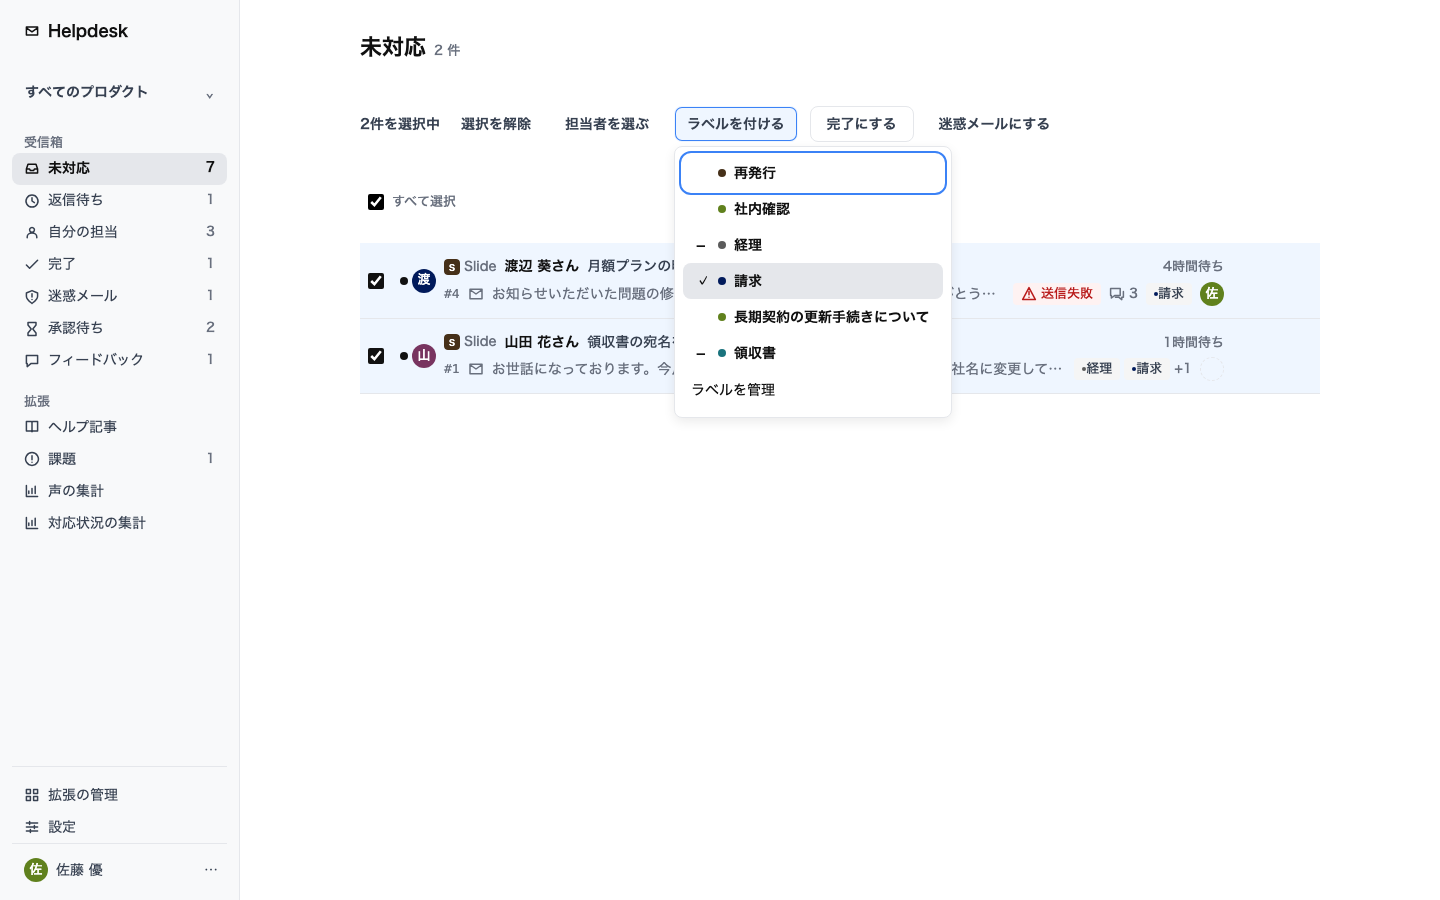 Helpdesk
すべてのプロダクト
受信箱
未対応 7
返信待ち 1
自分の担当 3
完了 1
迷惑メール 1
承認待ち 2
フィードバック 1
拡張
ヘルプ記事
課題 1
声の集計
対応状況の集計
拡張の管理
設定
佐 佐藤 優 …
未対応 2 件
2件を選択中 選択を解除 担当者を選ぶ ラベルを付ける 完了にする 迷惑メールにする
再発行
社内確認
– 経理
✓ 請求
長期契約の更新手続きについて
– 領収書
ラベルを管理
すべて選択
渡 S Slide 渡辺 葵さん 月額プランの 4時間待ち
#4 お知らせいただいた問題の修 とう… 送信失敗 3 •請求 佐
山 S Slide 山田 花さん 領収書の宛名 1時間待ち
#1 お世話になっております。今 社名に変更して… •経理 •請求 +1